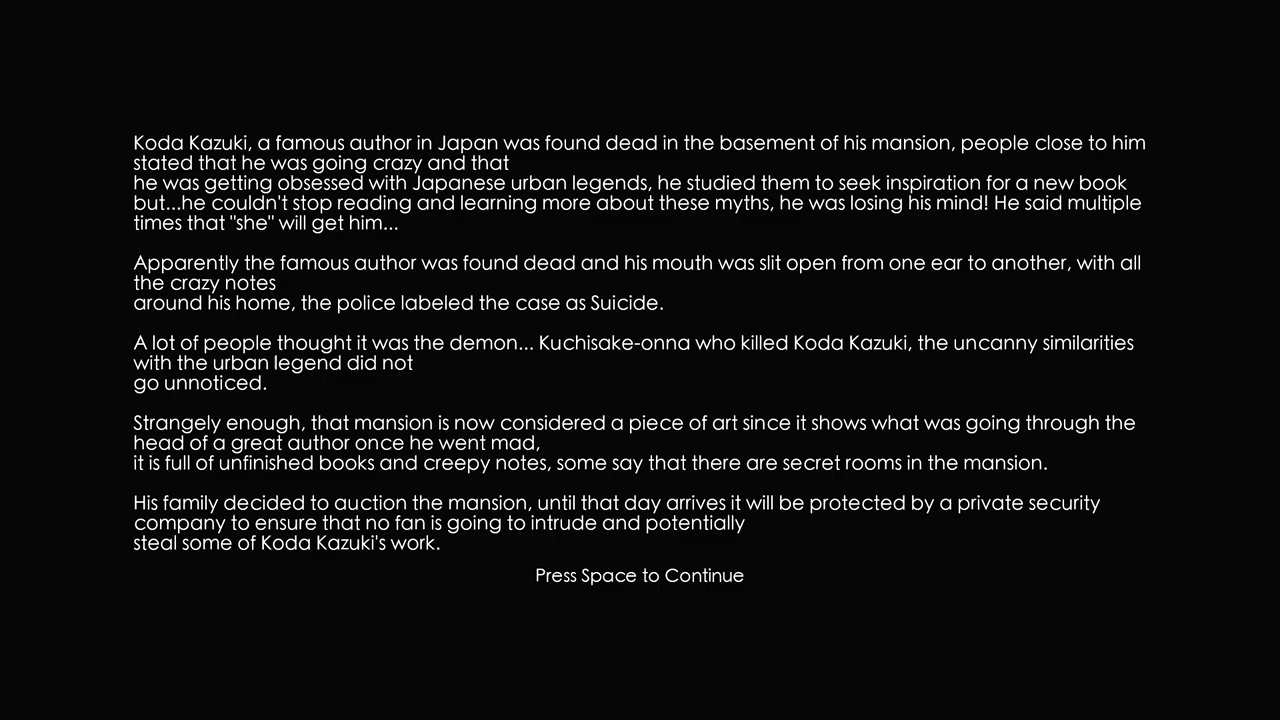 Koda Kazuki, a famous author in Japan was found dead in the basement of his mansion, people close to him
stated that he was going crazy and that
he was getting obsessed with Japanese urban legends, he studied them to seek inspiration for a new book
but...he couldn't stop reading and learning more about these myths, he was losing his mind! He said multiple
times that "she" will get him...
Apparently the famous author was found dead and his mouth was slit open from one ear to another, with all
the crazy notes
around his home, the police labeled the case as Suicide.
A lot of people thought it was the demon... Kuchisake-onna who killed Koda Kazuki, the uncanny similarities
with the urban legend did not
go unnoticed.
Strangely enough, that mansion is now considered a piece of art since it shows what was going through the
head of a great author once he went mad,
it is full of unfinished books and creepy notes, some say that there are secret rooms in the mansion.
His family decided to auction the mansion, until that day arrives it will be protected by a private security
company to ensure that no fan is going to intrude and potentially
steal some of Koda Kazuki's work.
Press Space to Continue